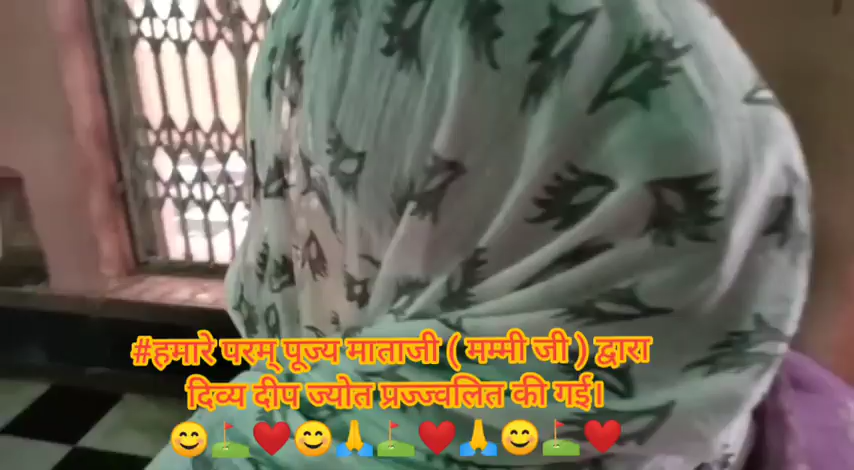 #हमारे परम् पूज्य माताजी ( मम्मी जी ) द्वारा
दिव्य दीप ज्योत प्रज्ज्वलित की गई।
😊⛳❤️😊🙏⛳❤️🙏😊⛳❤️